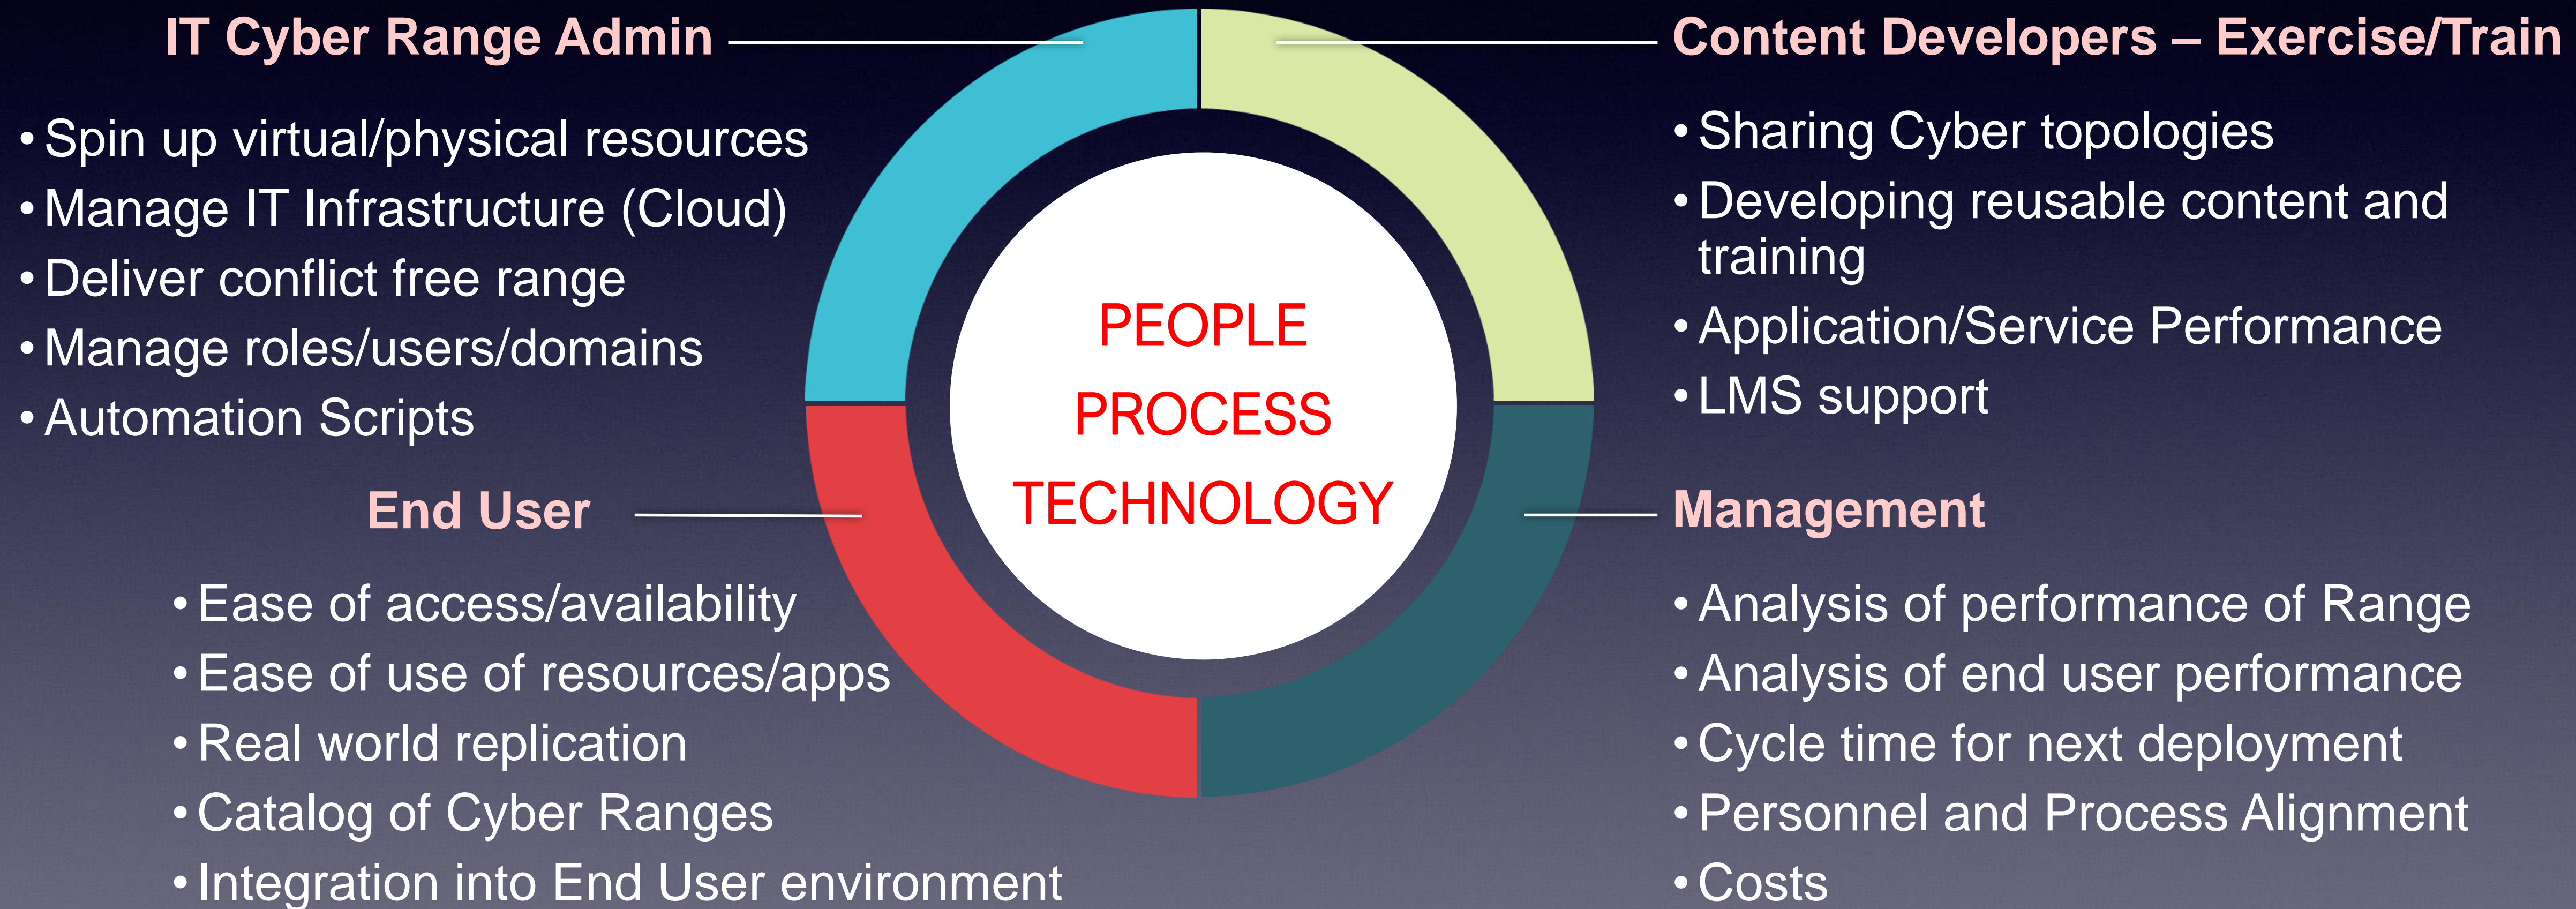 IT Cyber Range Admin
• Spin up virtual/physical resources
• Manage IT Infrastructure (Cloud)
• Deliver conflict free range
• Manage roles/users/domains
• Automation Scripts
Content Developers – Exercise/Train
• Sharing Cyber topologies
• Developing reusable content and
training
• Application/Service Performance
• LMS support
PEOPLE
PROCESS
TECHNOLOGY
End User
• Ease of access/availability
• Ease of use of resources/apps
• Real world replication
• Catalog of Cyber Ranges
• Integration into End User environment
Management
• Analysis of performance of Range
• Analysis of end user performance
• Cycle time for next deployment
• Personnel and Process Alignment
• Costs